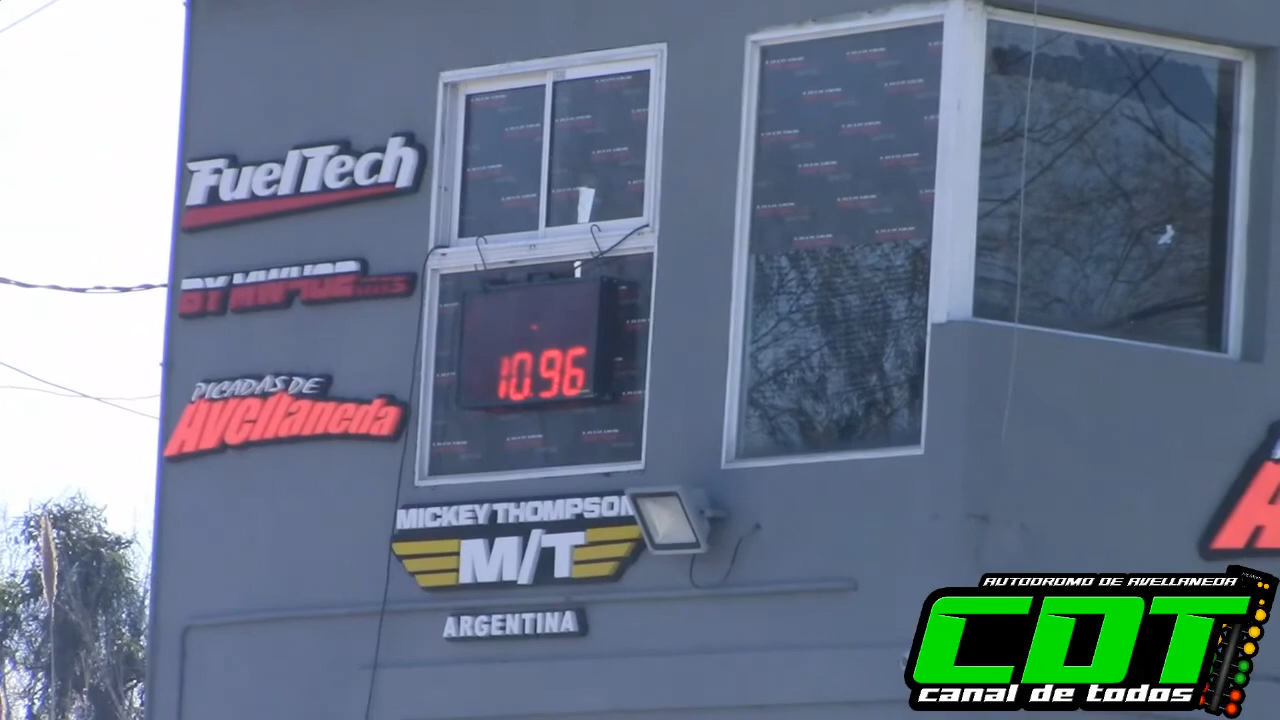 FuelTech
PICADAS DE
Avellaneda
10.96
MICKEY THOMPSON
M/T
ARGENTINA
A
AUTODROMO DE AVELLANEDA
CDT
canal de todos